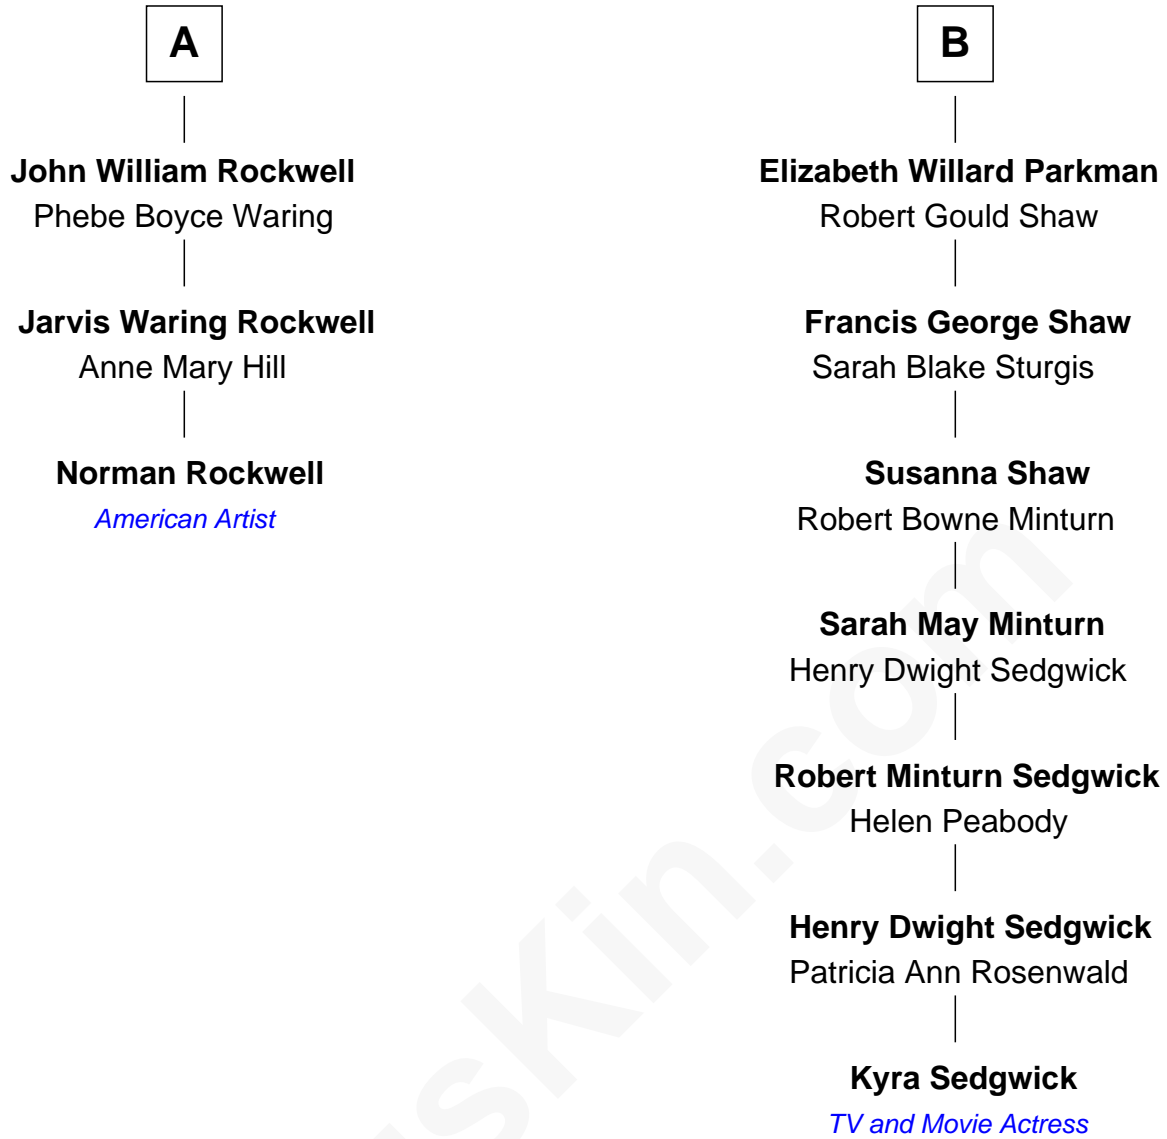 A
John William Rockwell
Phebe Boyce Waring
Jarvis Waring Rockwell
Anne Mary Hill
Norman Rockwell
American Artist
B
Elizabeth Willard Parkman
Robert Gould Shaw
Francis George Shaw
Sarah Blake Sturgis
Susanna Shaw
Robert Bowne Minturn
Sarah May Minturn
Henry Dwight Sedgwick
Robert Minturn Sedgwick
Helen Peabody
Henry Dwight Sedgwick
Patricia Ann Rosenwald
Kyra Sedgwick
TV and Movie Actress
sKin.com